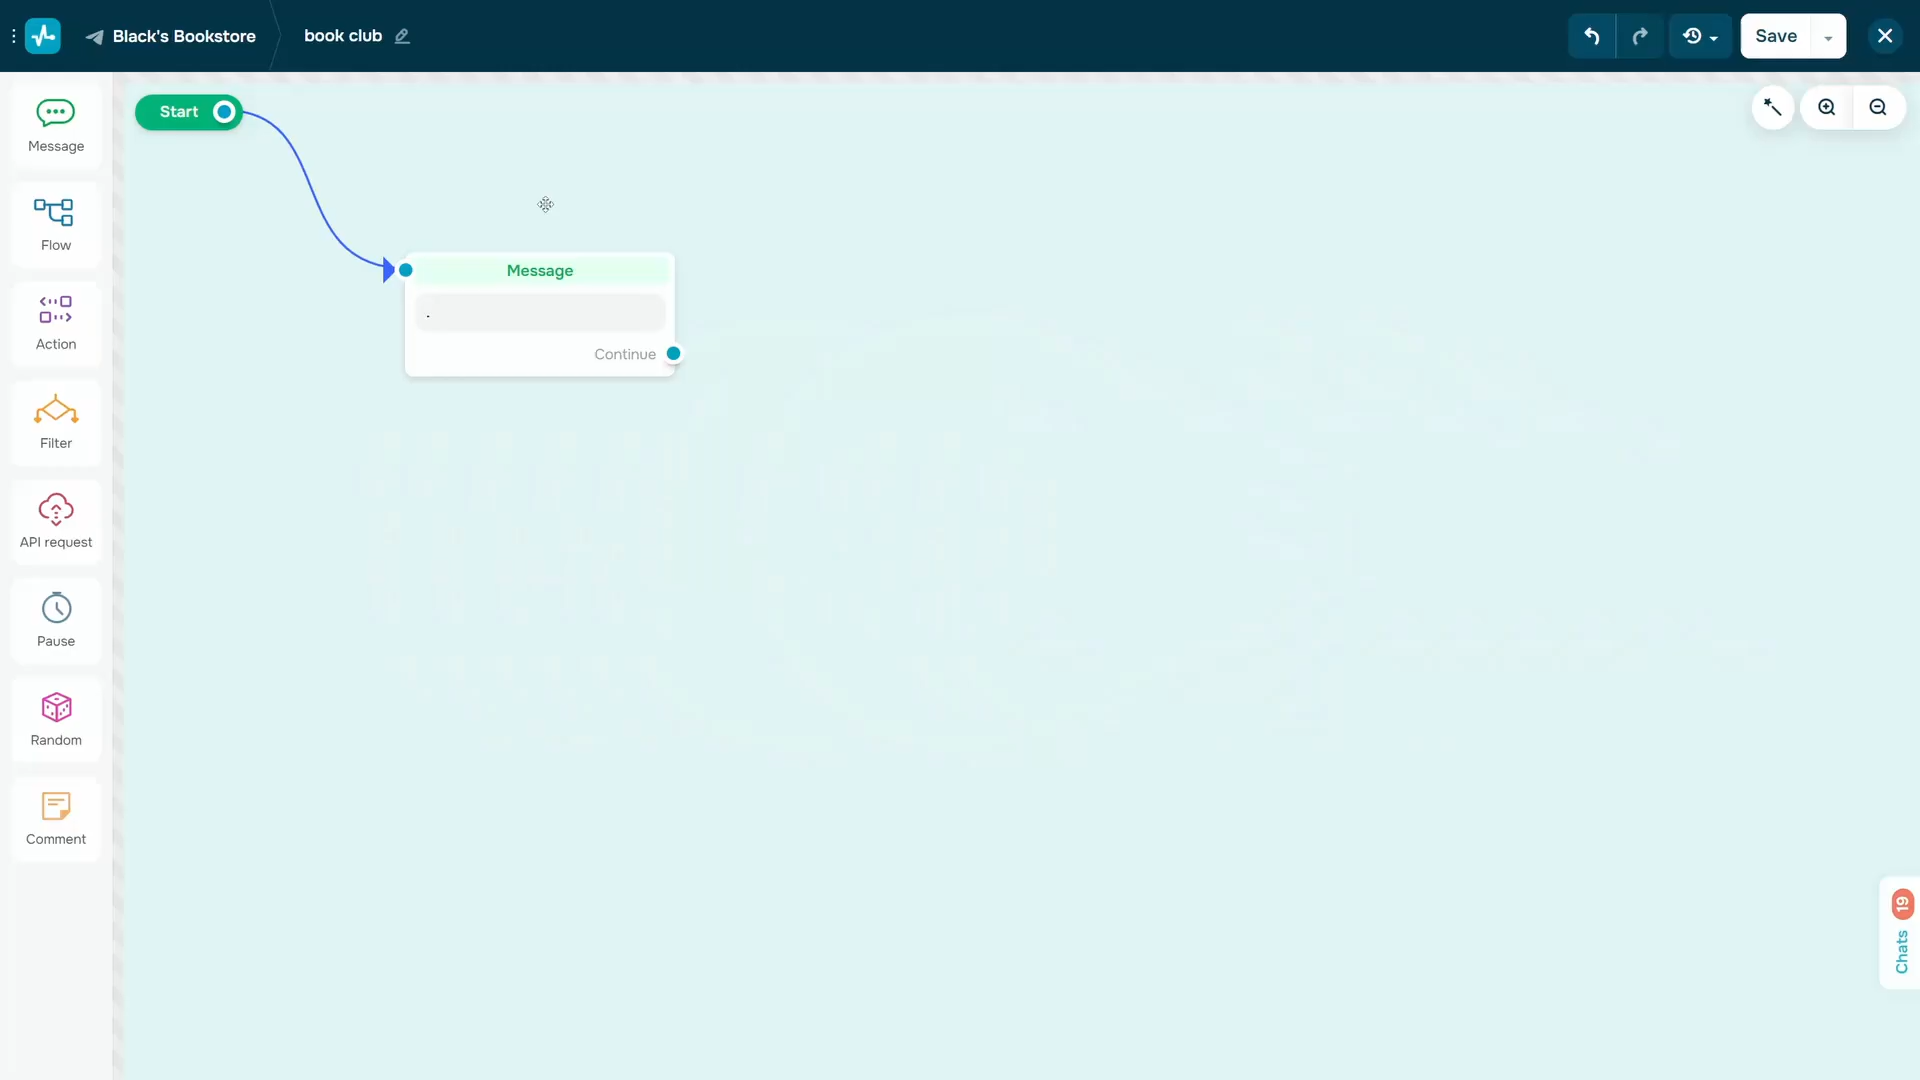 Black's Bookstore
book club
Save
Start
Message
Message
.
Continue
Flow
Action
Filter
API request
Pause
Random
Comment
19
Chats